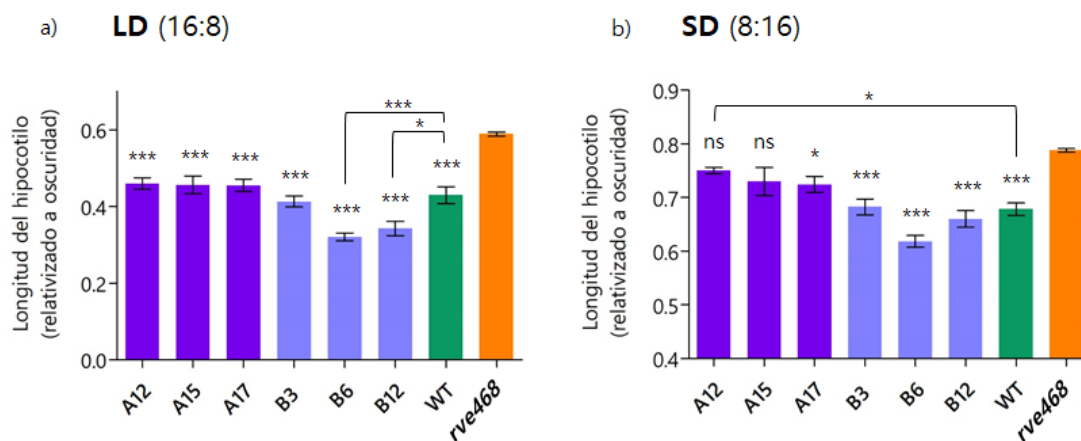 a) LD (16:8)
Longitud del hipocotilo
(relativizado a oscuridad)
0.6
0.4
0.2
0.0
***
*
*** *** *** *** *** *** ***
A12 A15 A17 B3 B6 B12 WT rve468
b) SD (8:16)
Longitud del hipocotilo
(relativizado a oscuridad)
0.9
0.8
0.7
0.6
0.5
0.4
*
ns ns * *** *** *** ***
A12 A15 A17 B3 B6 B12 WT rve468